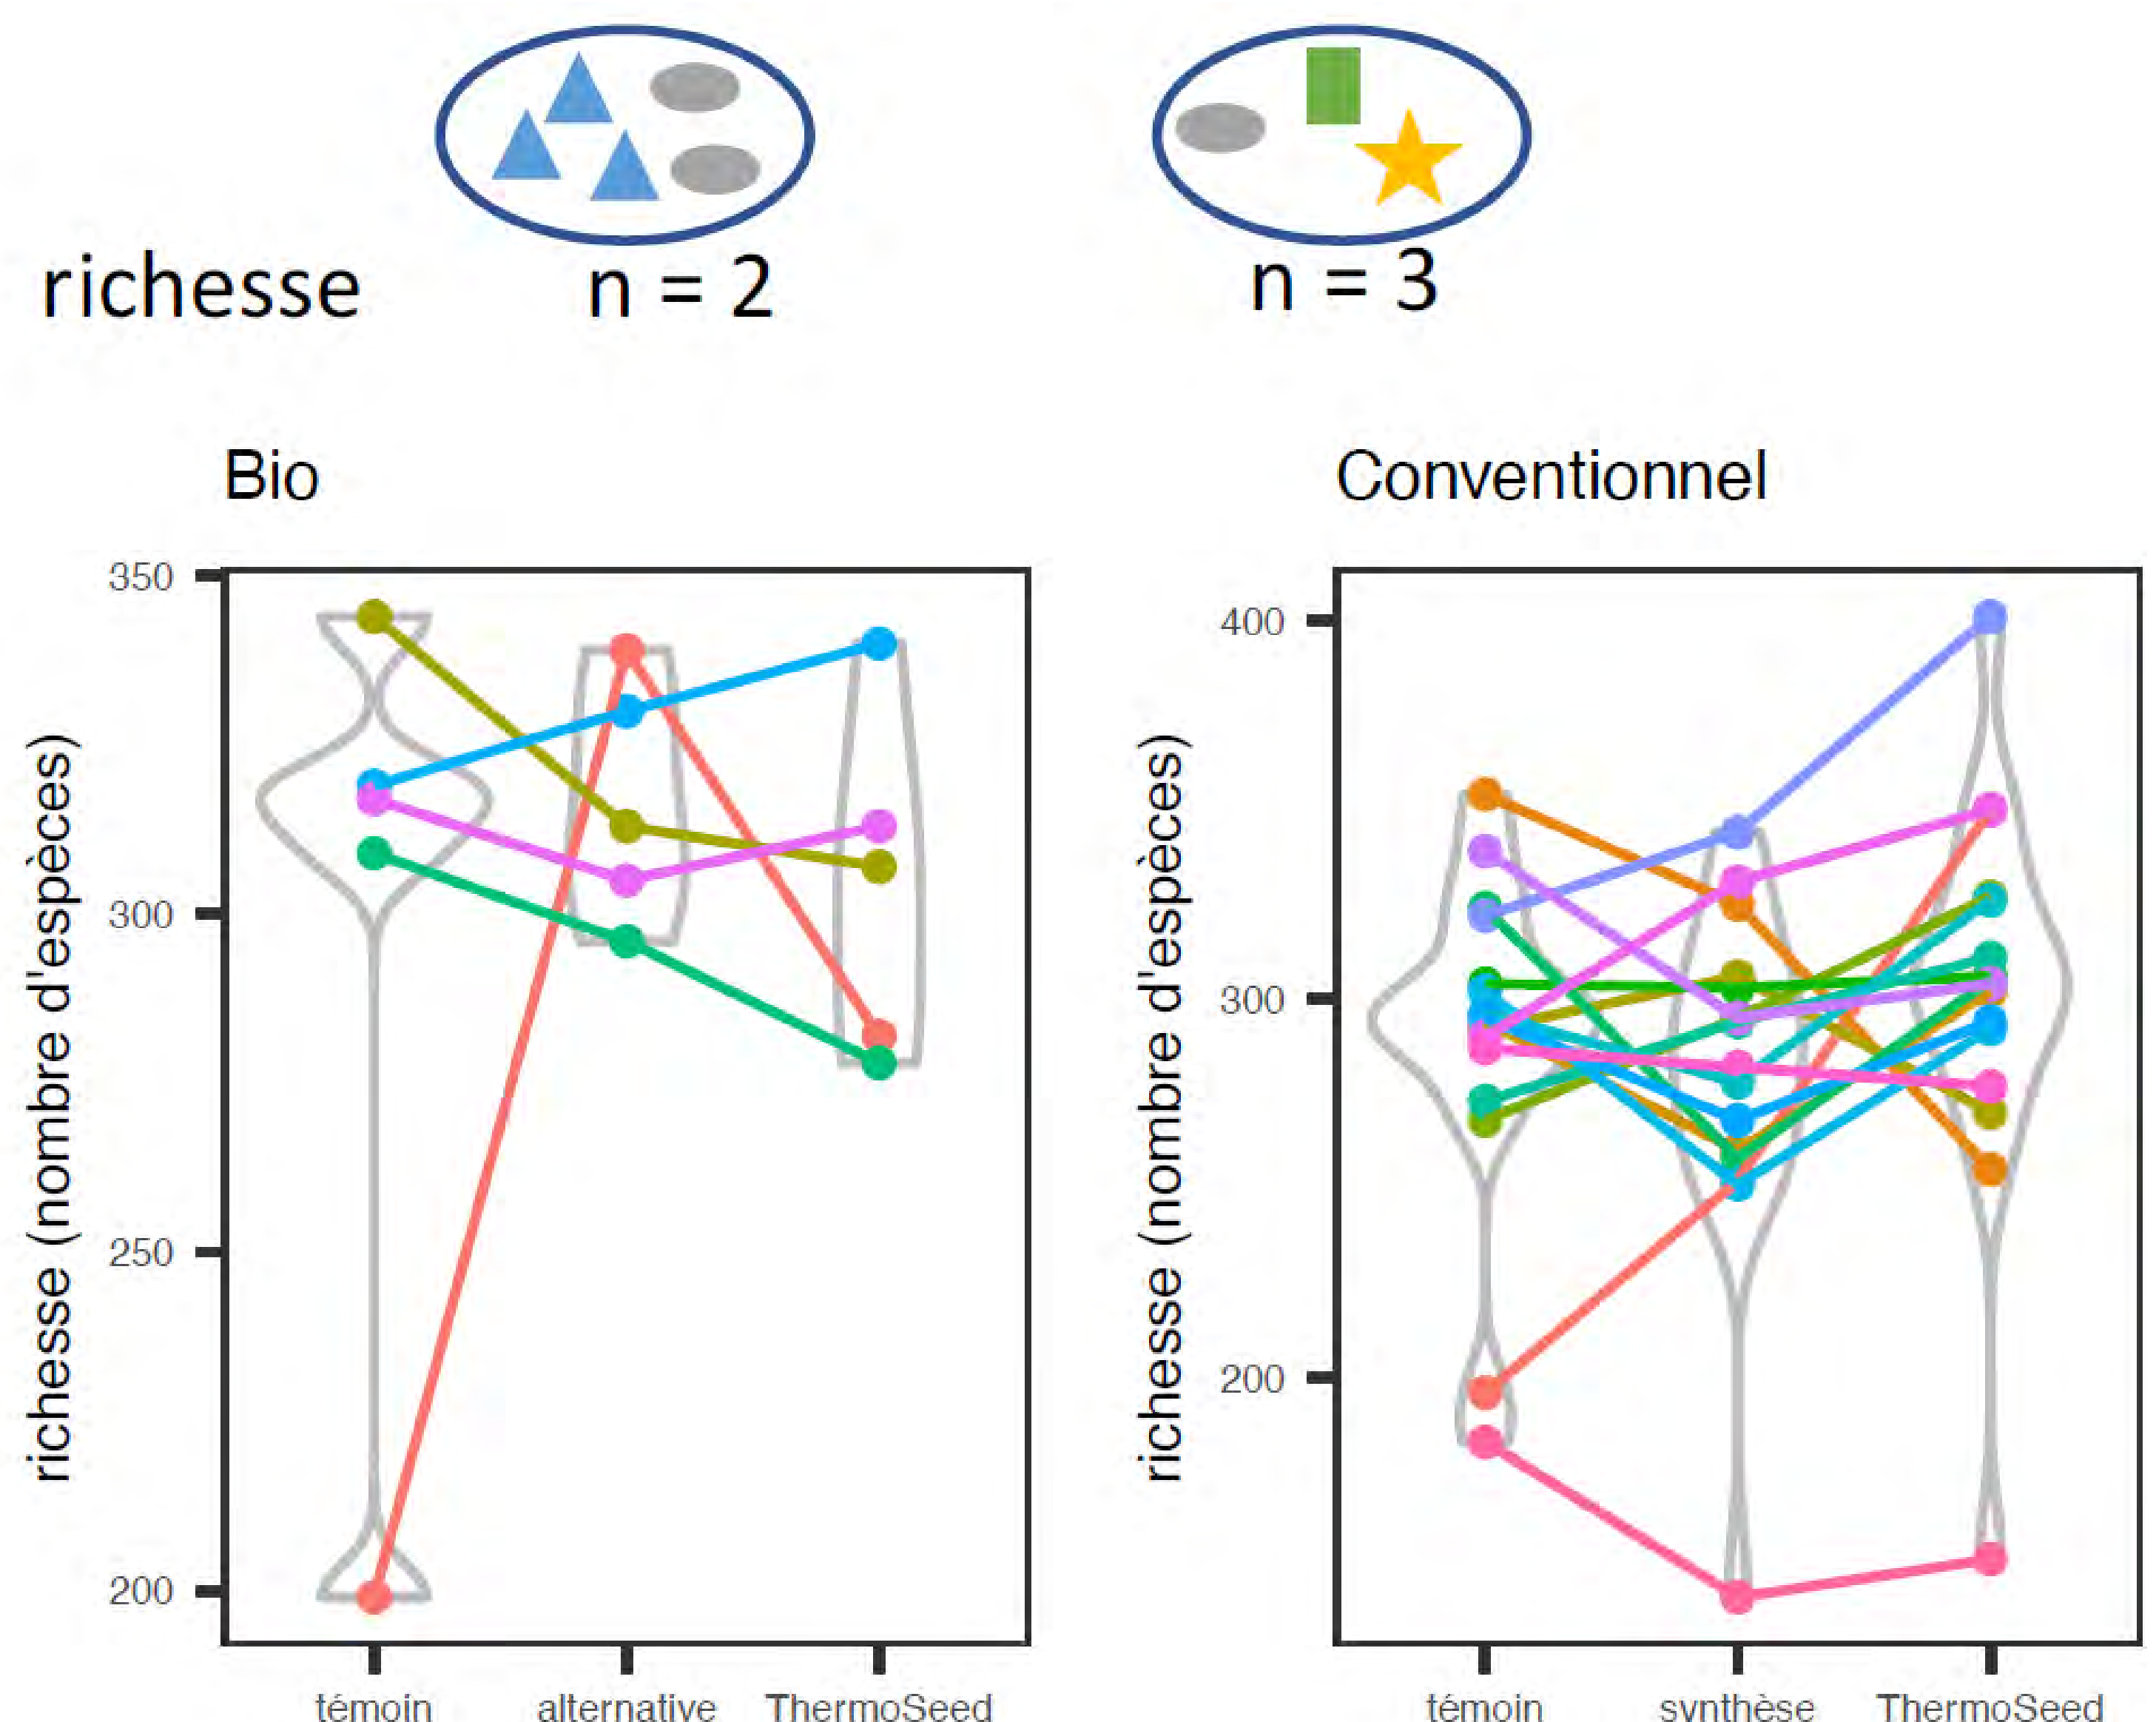 richesse n = 2 n = 3
Bio
Conventionnel
richesse (nombre d'espèces)
350
300
250
200
témoin alternative ThermoSeed
richesse (nombre d'espèces)
400
300
200
témoin synthèse ThermoSeed